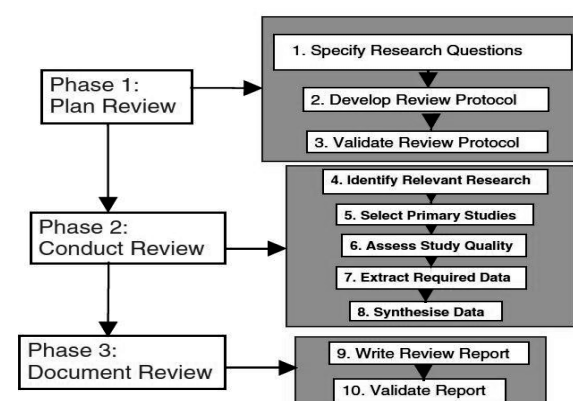 Phase 1:
Plan Review
1. Specify Research Questions
2. Develop Review Protocol
3. Validate Review Protocol
Phase 2:
Conduct Review
4. Identify Relevant Research
5. Select Primary Studies
6. Assess Study Quality
7. Extract Required Data
8. Synthesise Data
Phase 3:
Document Review
9. Write Review Report
10. Validate Report